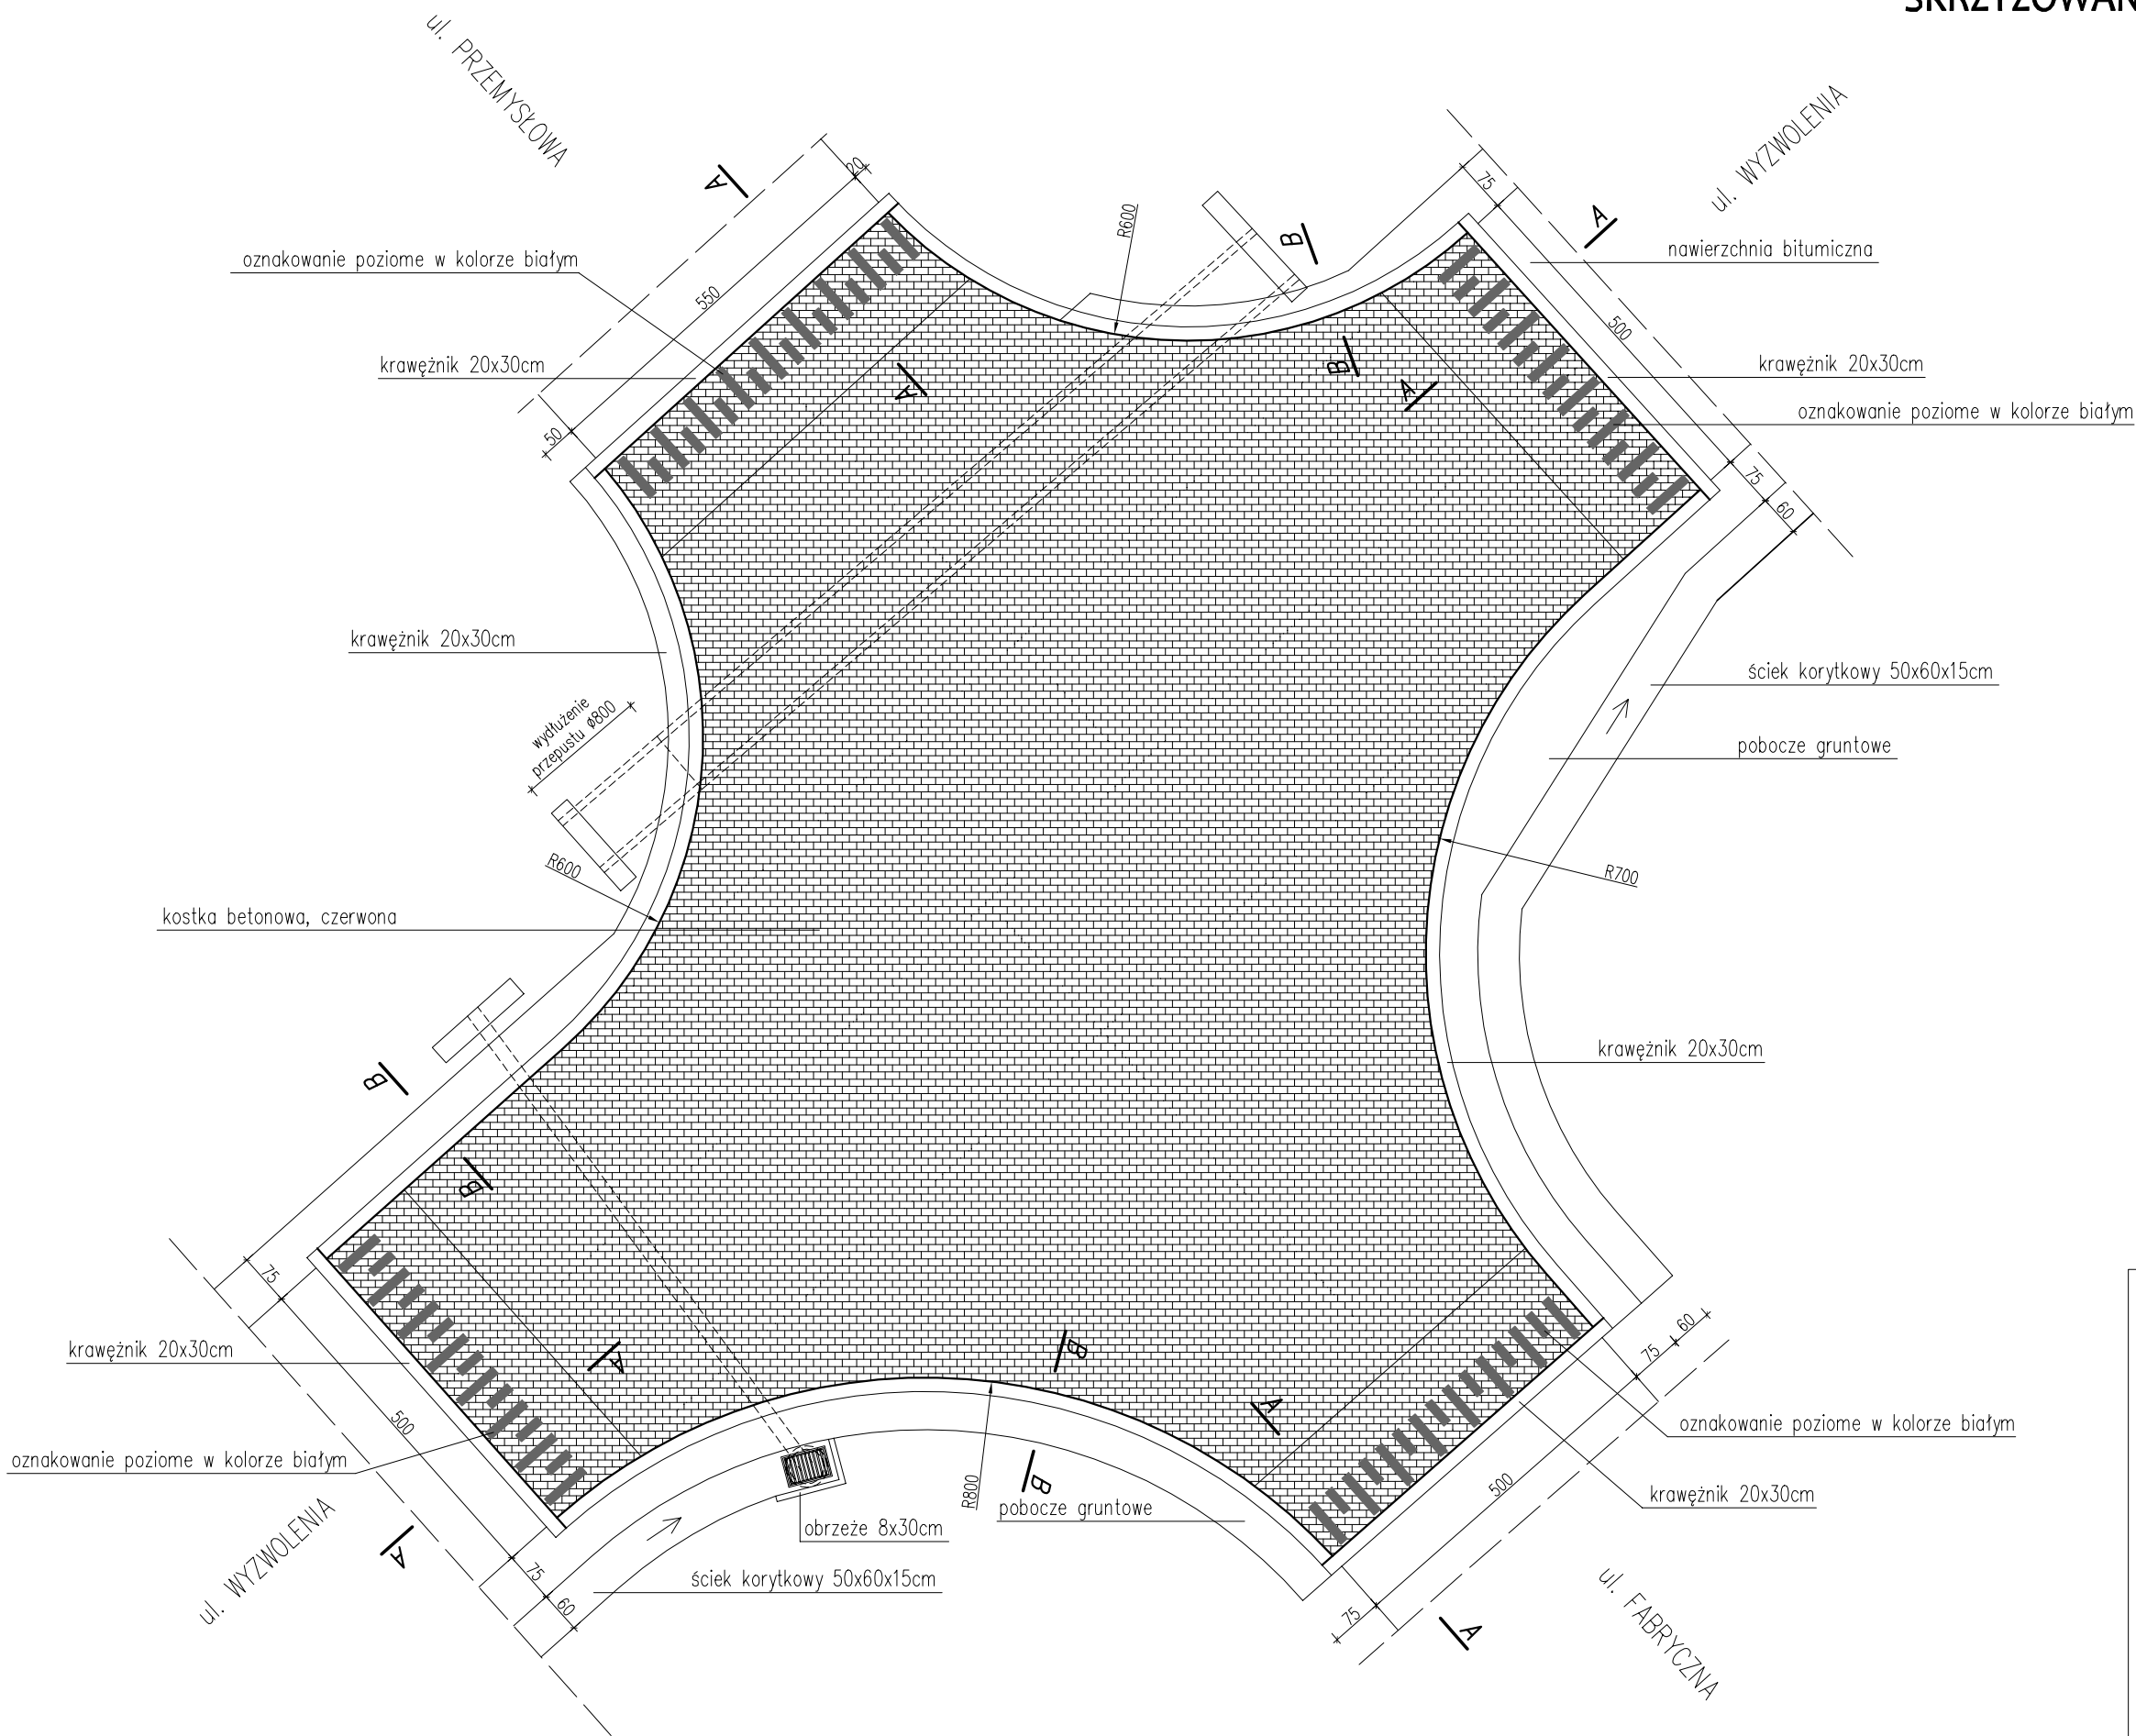 ul. PRZEMYSŁOWA
ul. WYZWOLENIA
A
20
75
A
R600
B
nawierzchnia bitumiczna
oznakowanie poziome w kolorze białym
550
500
krawężnik 20x30cm
B
A
A
krawężnik 20x30cm
oznakowanie poziome w kolorze białym
50
75
60
krawężnik 20x30cm
ściek korytkowy 50x60x15cm
wydłużenie
przepustu ø800
pobocze gruntowe
R600
R700
kostka betonowa, czerwona
krawężnik 20x30cm
B
B
75
60
75
krawężnik 20x30cm
B
A
A
500
oznakowanie poziome w kolorze białym
oznakowanie poziome w kolorze białym
500
krawężnik 20x30cm
R800
B
pobocze gruntowe
obrzeże 8x30cm
A
ul. WYZWOLENIA
75
60
ściek korytkowy 50x60x15cm
75
A
ul. FABRYCZNA